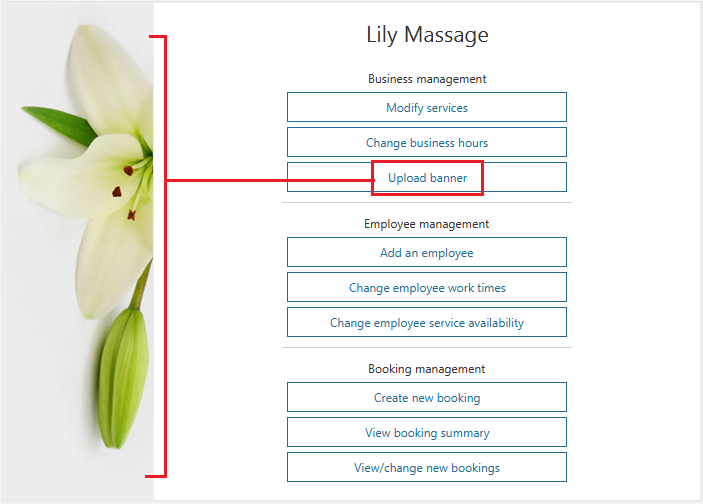 Lily Massage
Business management
Modify services
Change business hours
Upload banner
Employee management
Add an employee
Change employee work times
Change employee service availability
Booking management
Create new booking
View booking summary
View/change new bookings